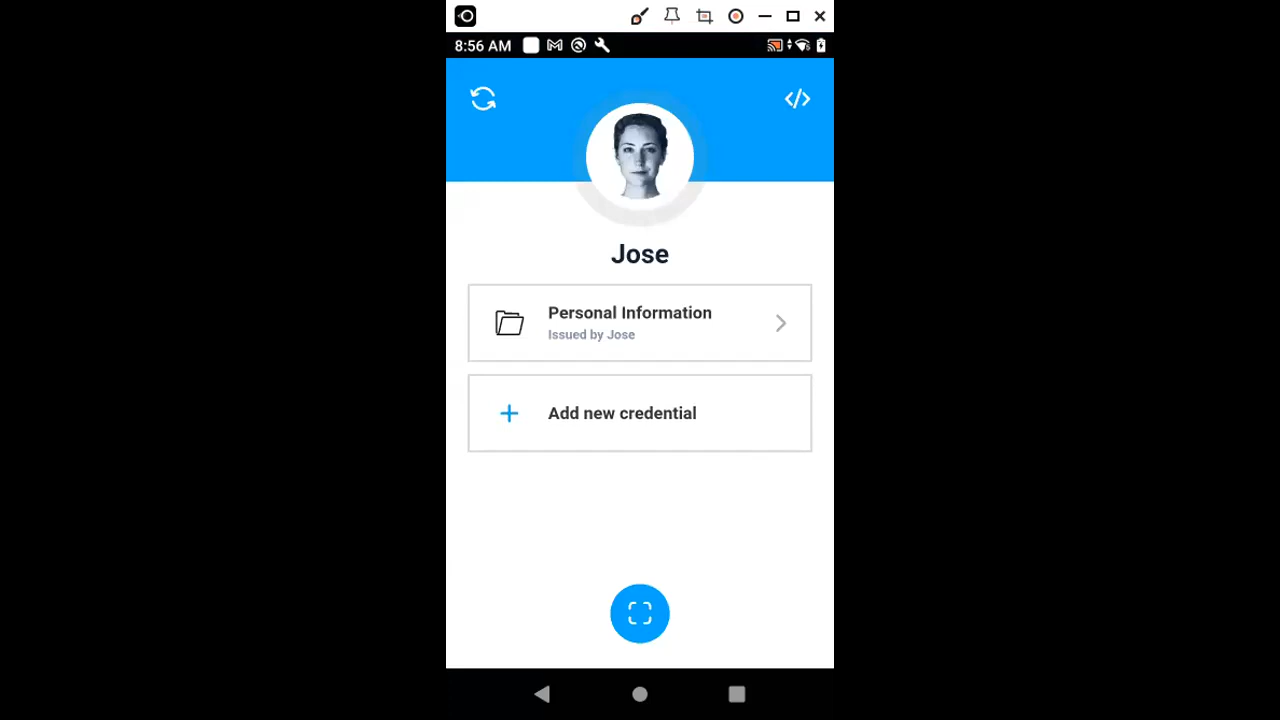 8:56 AM
Jose
Personal Information
Issued by Jose
Add new credential